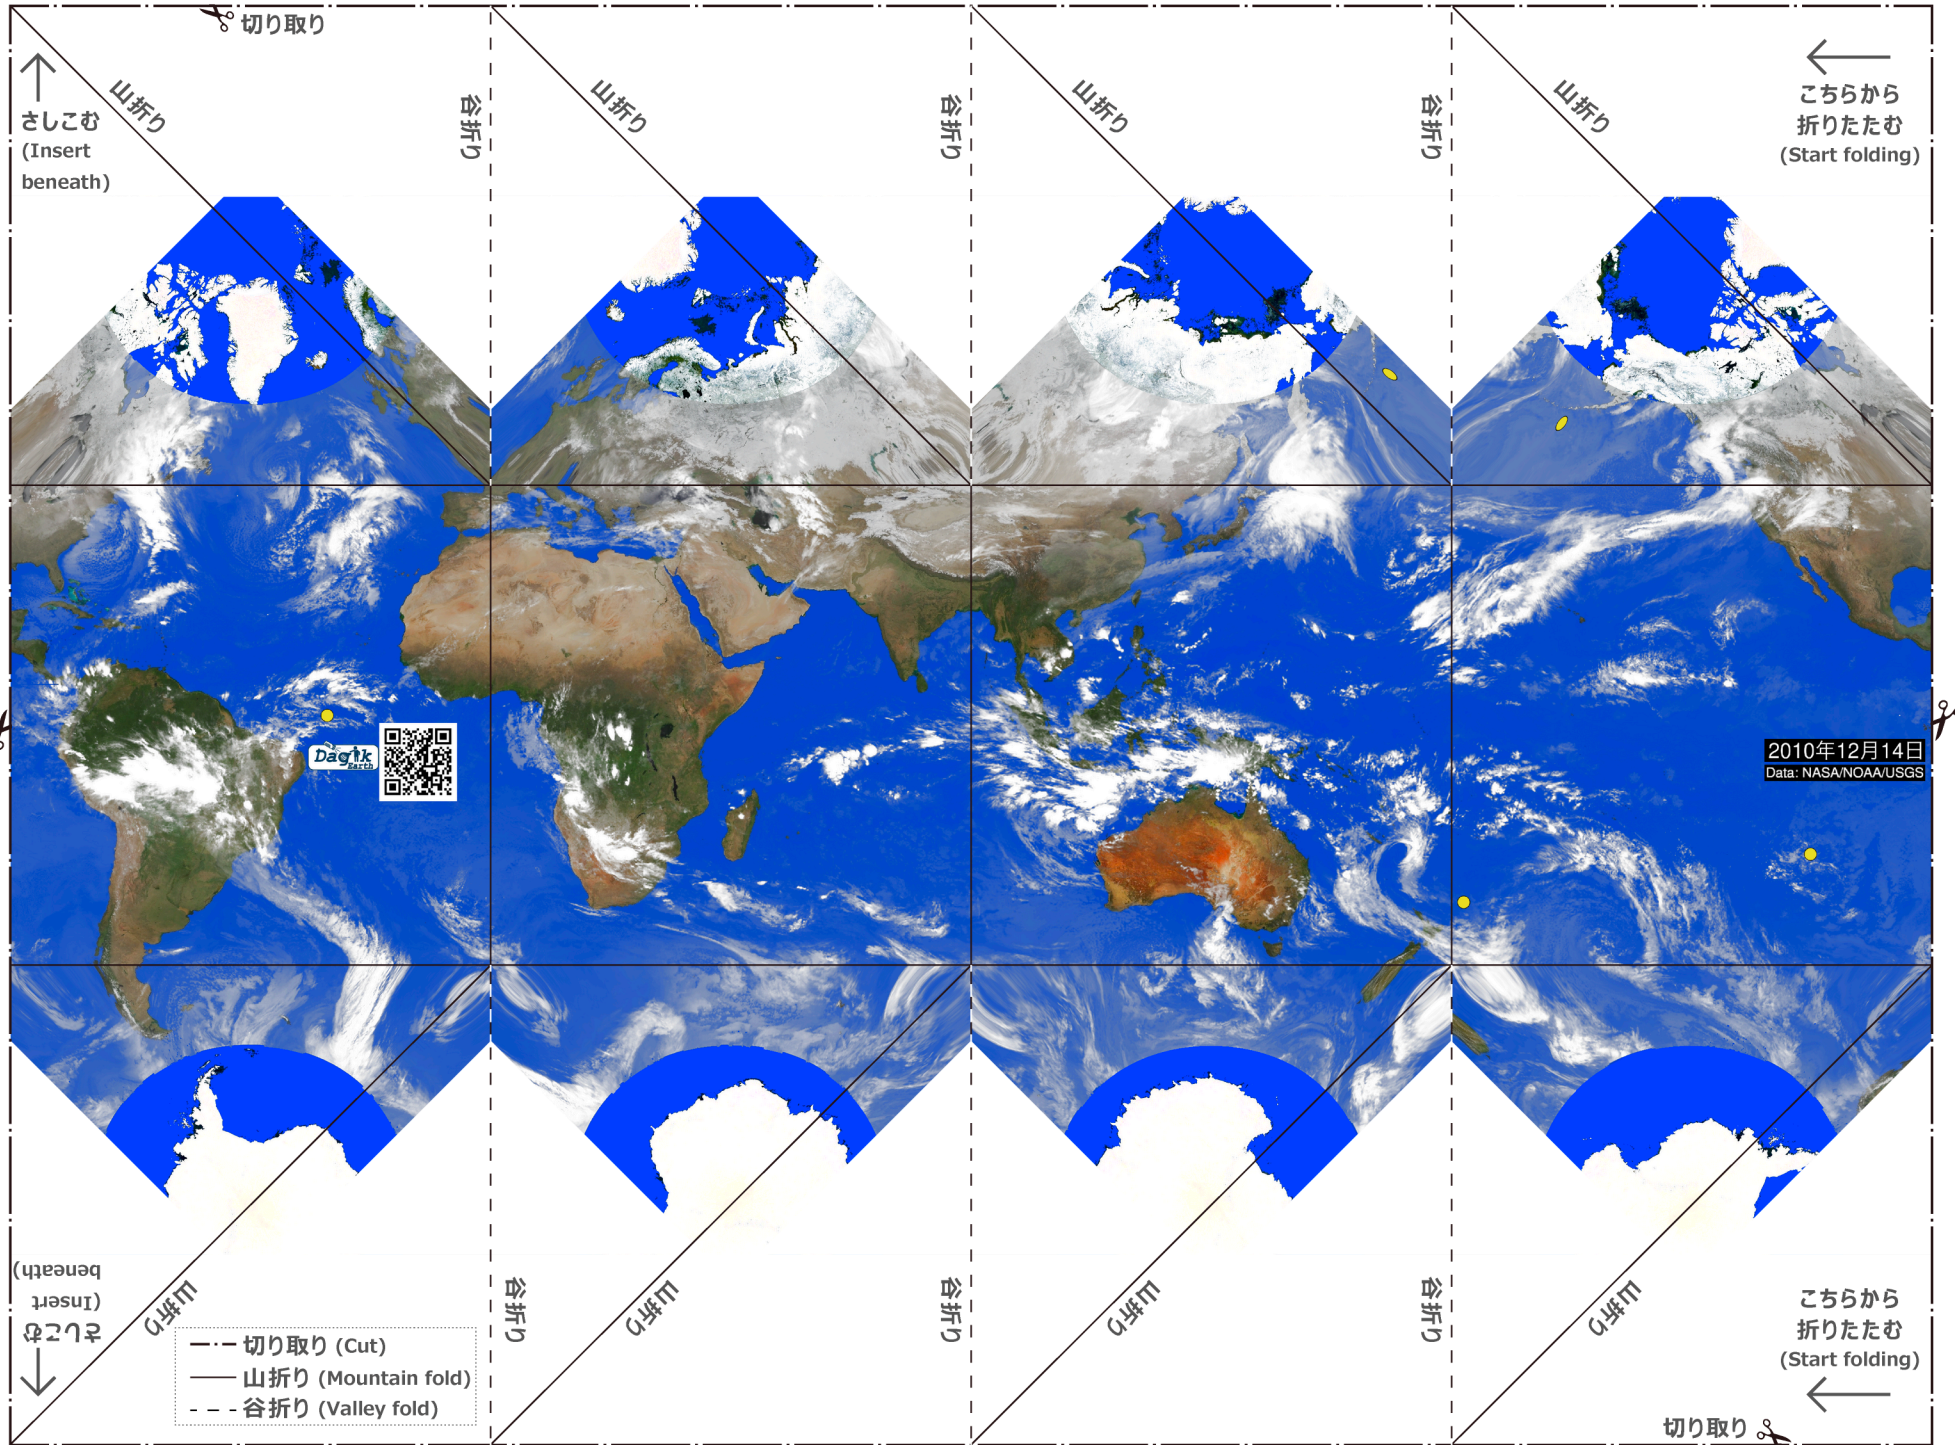 切り取り
さしこむ
(Insert
beneath)
山折り
谷折り
山折り
谷折り
山折り
谷折り
山折り
こちらから
折りたたむ
(Start folding)
Dagik
Earth
2010年12月14日
Data: NASA/NOAA/USGS
さしこむ
(Insert
beneath)
山折り
谷折り
山折り
谷折り
山折り
谷折り
山折り
こちらから
折りたたむ
(Start folding)
切り取り (Cut)
山折り (Mountain fold)
谷折り (Valley fold)
切り取り